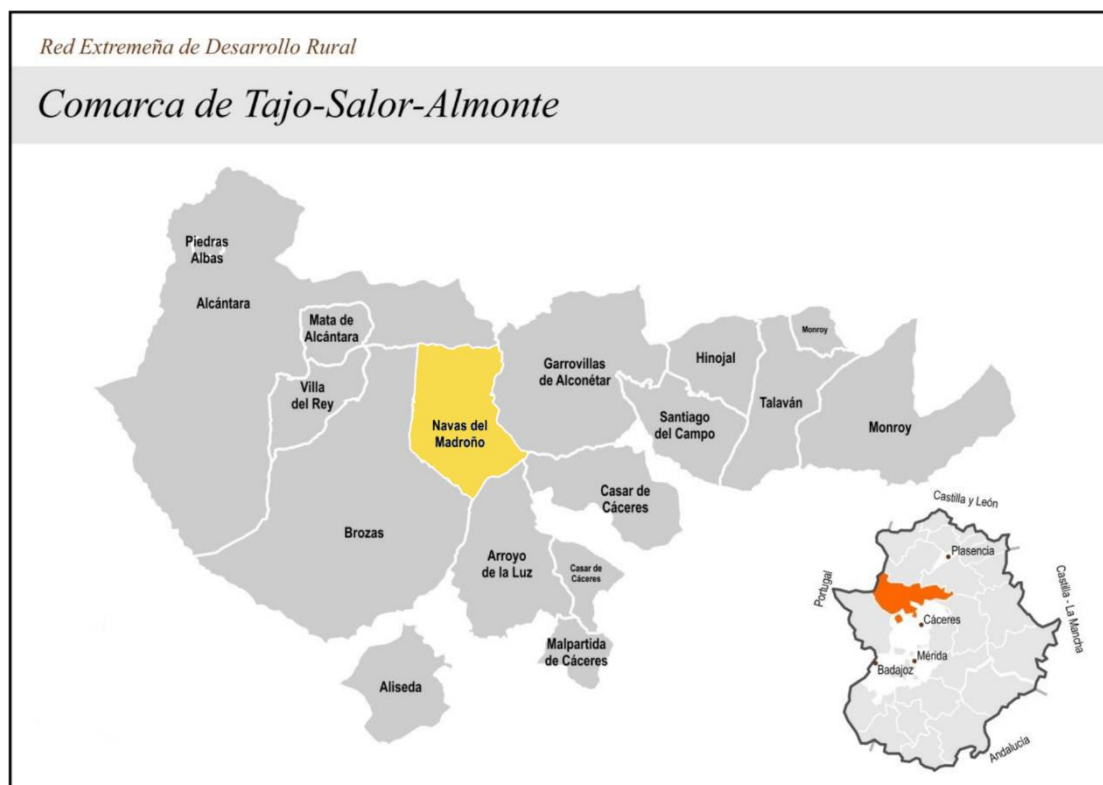 Red Extremeña de Desarrollo Rural
Comarca de Tajo-Salor-Almonte
Piedras
Albas
Alcántara
Mata de
Alcántara
Villa
del Rey
Navas del
Madroño
Brozas
Garrovillas
de Alconétar
Hinojal
Monroy
Santiago
del Campo
Talaván
Monroy
Casar de
Cáceres
Arroyo
de la Luz
Casar de
Cáceres
Malpartida
de Cáceres
Aliseda
Castilla y León
Plasencia
Portugal
Castilla - La Mancha
Cáceres
Mérida
Badajoz
Andalucía